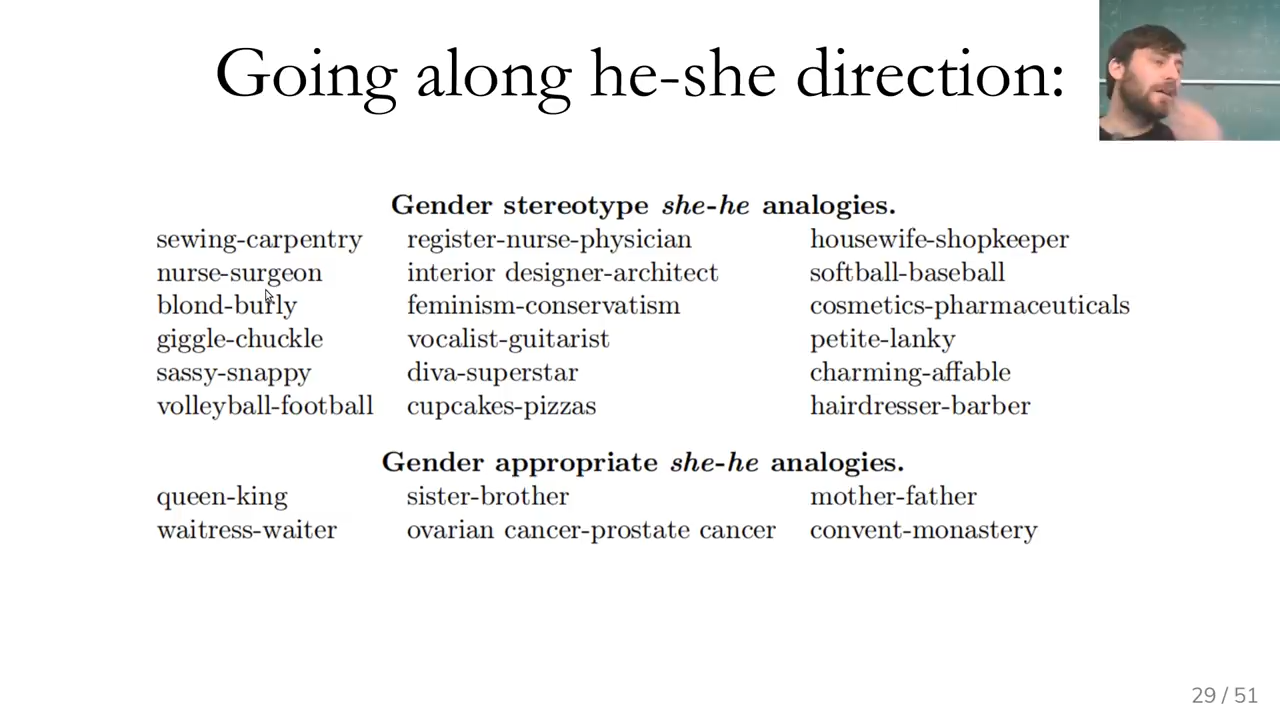 Going along he-she direction:
Gender stereotype she-he analogies.
sewing-carpentry register-nurse-physician housewife-shopkeeper
nurse-surgeon interior designer-architect softball-baseball
blond-burly feminism-conservatism cosmetics-pharmaceuticals
giggle-chuckle vocalist-guitarist petite-lanky
sassy-snappy diva-superstar charming-affable
volleyball-football cupcakes-pizzas hairdresser-barber
Gender appropriate she-he analogies.
queen-king sister-brother mother-father
waitress-waiter ovarian cancer-prostate cancer convent-monastery
29 / 51